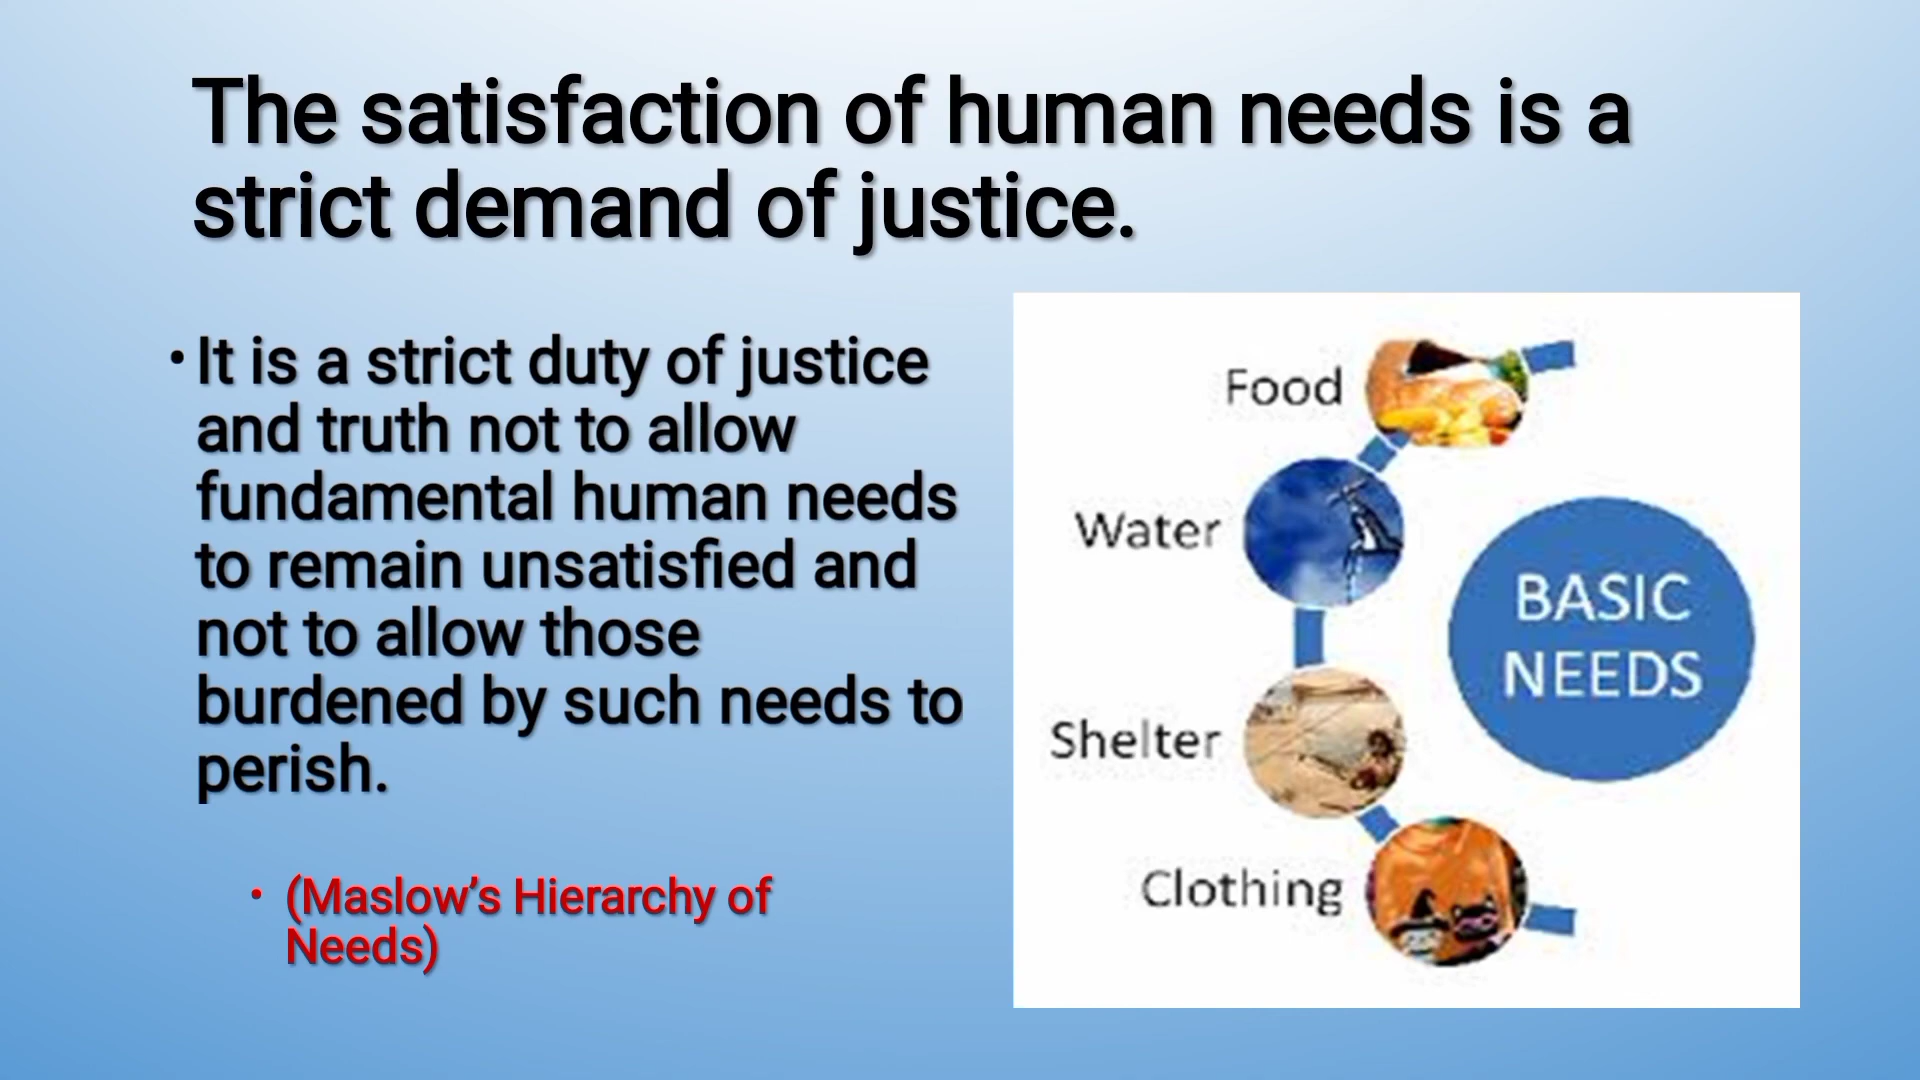 The satisfaction of human needs is a
strict demand of justice.
• It is a strict duty of justice
and truth not to allow
fundamental human needs
to remain unsatisfied and
not to allow those
burdened by such needs to
perish.
• (Maslow’s Hierarchy of
Needs)
Food
Water
Shelter
Clothing
BASIC
NEEDS